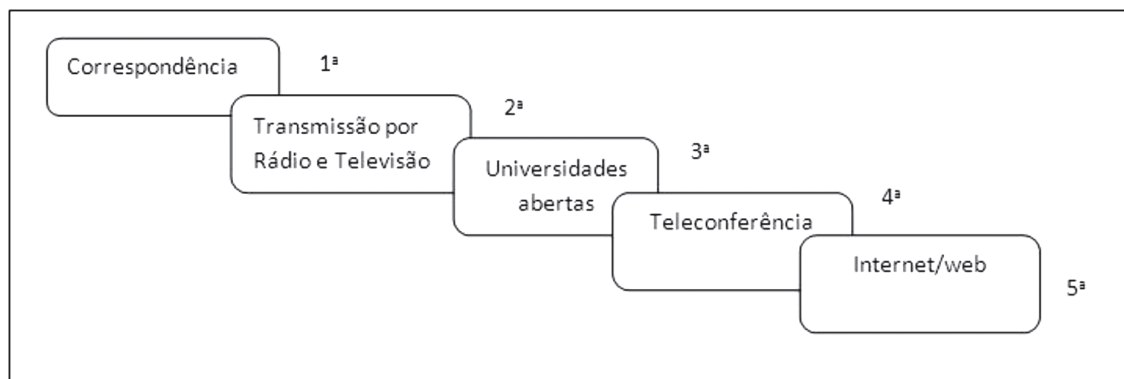 Correspondência
1ª
Transmissão por
Rádio e Televisão
2ª
Universidades
abertas
3ª
Teleconferência
4ª
Internet/web
5ª